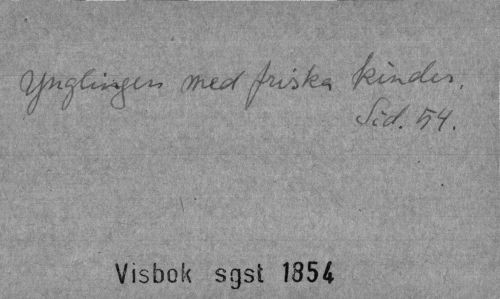 Ynglingen med friska kinder.
Sid. 54.
Visbok sgst 1854